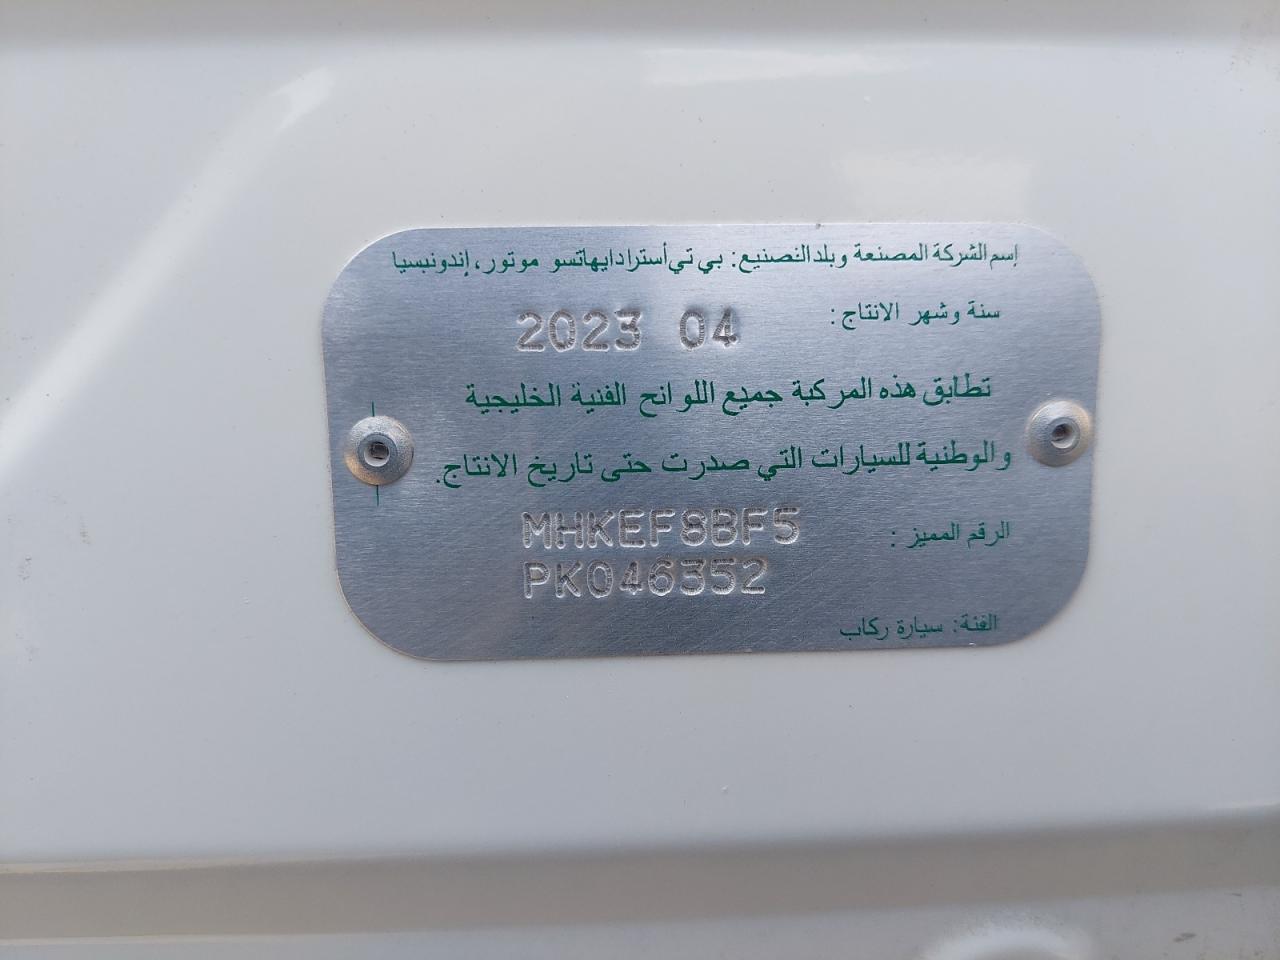 إسم الشركة المصنعة وبلد التصنيع: بي تي أسترا دايهاتسو موتور، إندونيسيا
سنة وشهر الانتاج: 2023 04
تطابق هذه المركبة جميع اللوائح الفنية الخليجية
والوطنية للسيارات التي صدرت حتى تاريخ الانتاج.
الرقم المميز: MHKEF8BF5
PK046352
الفئة: سيارة ركاب